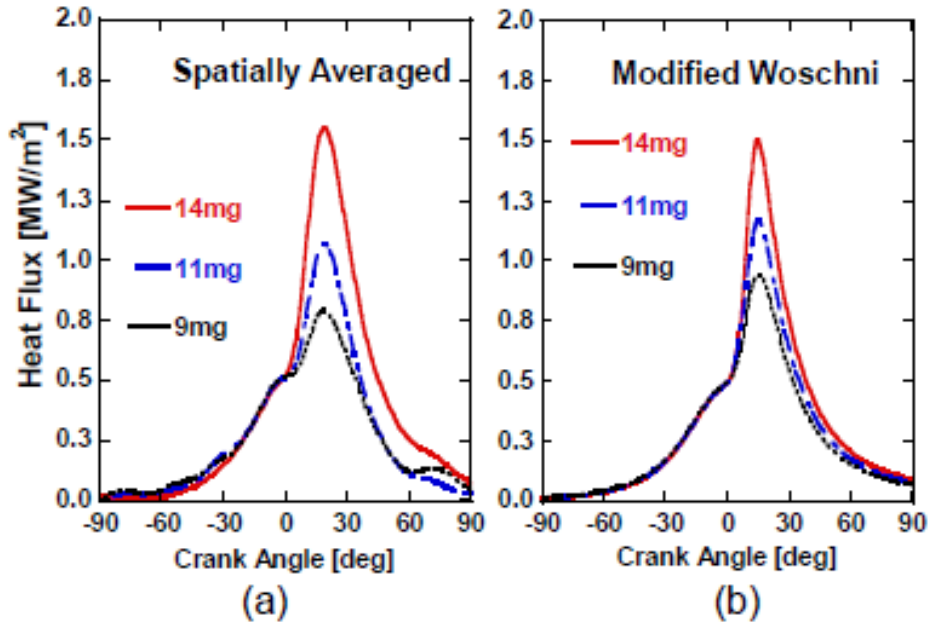 Heat Flux [MW/m²]
2.0
1.8
1.5
1.3
1.0
0.8
0.5
0.3
0.0
Spatially Averaged
14mg
11mg
9mg
-90 -60 -30 0 30 60 90
Crank Angle [deg]
(a)
2.0
1.8
1.5
1.3
1.0
0.8
0.5
0.3
0.0
Modified Woschni
14mg
11mg
9mg
-90 -60 -30 0 30 60 90
Crank Angle [deg]
(b)